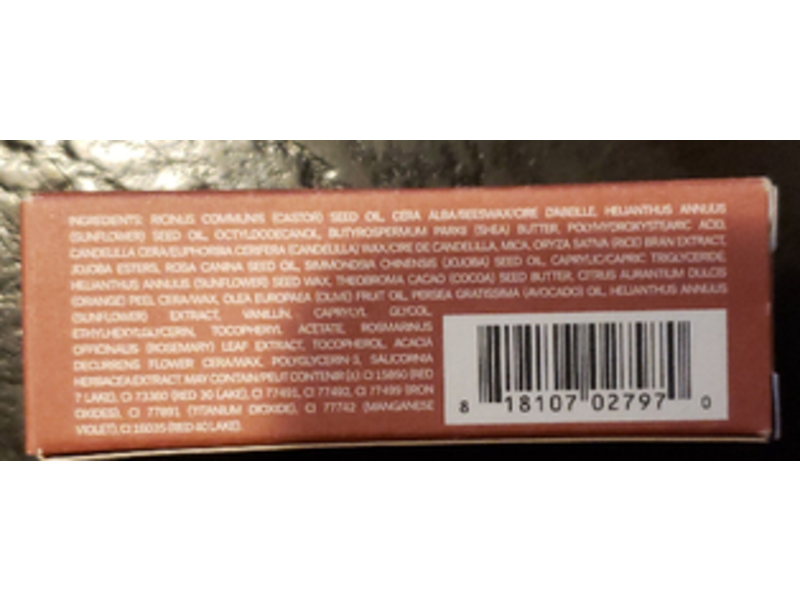 INGREDIENTS: RICINUS COMMUNIS (CASTOR) SEED OIL, CERA ALBA/BEESWAX/CIRE D'ABEILLE, HELIANTHUS ANNUUS
(SUNFLOWER) SEED OIL, OCTYLDODECANOL, BUTYROSPERMUM PARKII (SHEA) BUTTER, POLYHYDROXYSTEARIC ACID,
CANDELILLA CERA/EUPHORBIA CERIFERA (CANDELILLA) WAX/CIRE DE CANDELILLA, MICA, ORYZA SATIVA (RICE) BRAN EXTRACT,
JOJOBA ESTERS, ROSA CANINA SEED OIL, SIMMONDSIA CHINENSIS (JOJOBA) SEED OIL, CAPRYLIC/CAPRIC TRIGLYCERIDE,
HELIANTHUS ANNUUS (SUNFLOWER) SEED WAX, THEOBROMA CACAO (COCOA) SEED BUTTER, CITRUS AURANTIUM DULCIS
(ORANGE) PEEL CERA/WAX, OLEA EUROPAEA (OLIVE) FRUIT OIL, PERSEA GRATISSIMA (AVOCADO) OIL, HELIANTHUS ANNUUS
(SUNFLOWER) EXTRACT, VANILLIN, CAPRYLYL GLYCOL,
ETHYLHEXYLGLYCERIN, TOCOPHERYL ACETATE, ROSMARINUS
OFFICINALIS (ROSEMARY) LEAF EXTRACT, TOCOPHEROL, ACACIA
DECURRENS FLOWER CERA/WAX, POLYGLYCERIN-3, SALICORNIA
HERBACEA EXTRACT. MAY CONTAIN/PEUT CONTENIR [±]: CI 15850 (RED
7 LAKE), CI 73360 (RED 30 LAKE), CI 77491, CI 77492, CI 77499 (IRON
OXIDES), CI 77891 (TITANIUM DIOXIDE), CI 77742 (MANGANESE
VIOLET), CI 16035 (RED 40 LAKE).
8 18107 02797 0